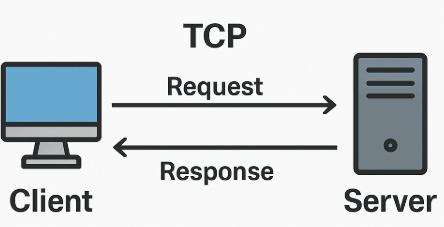 TCP
Request
Response
Client
Server